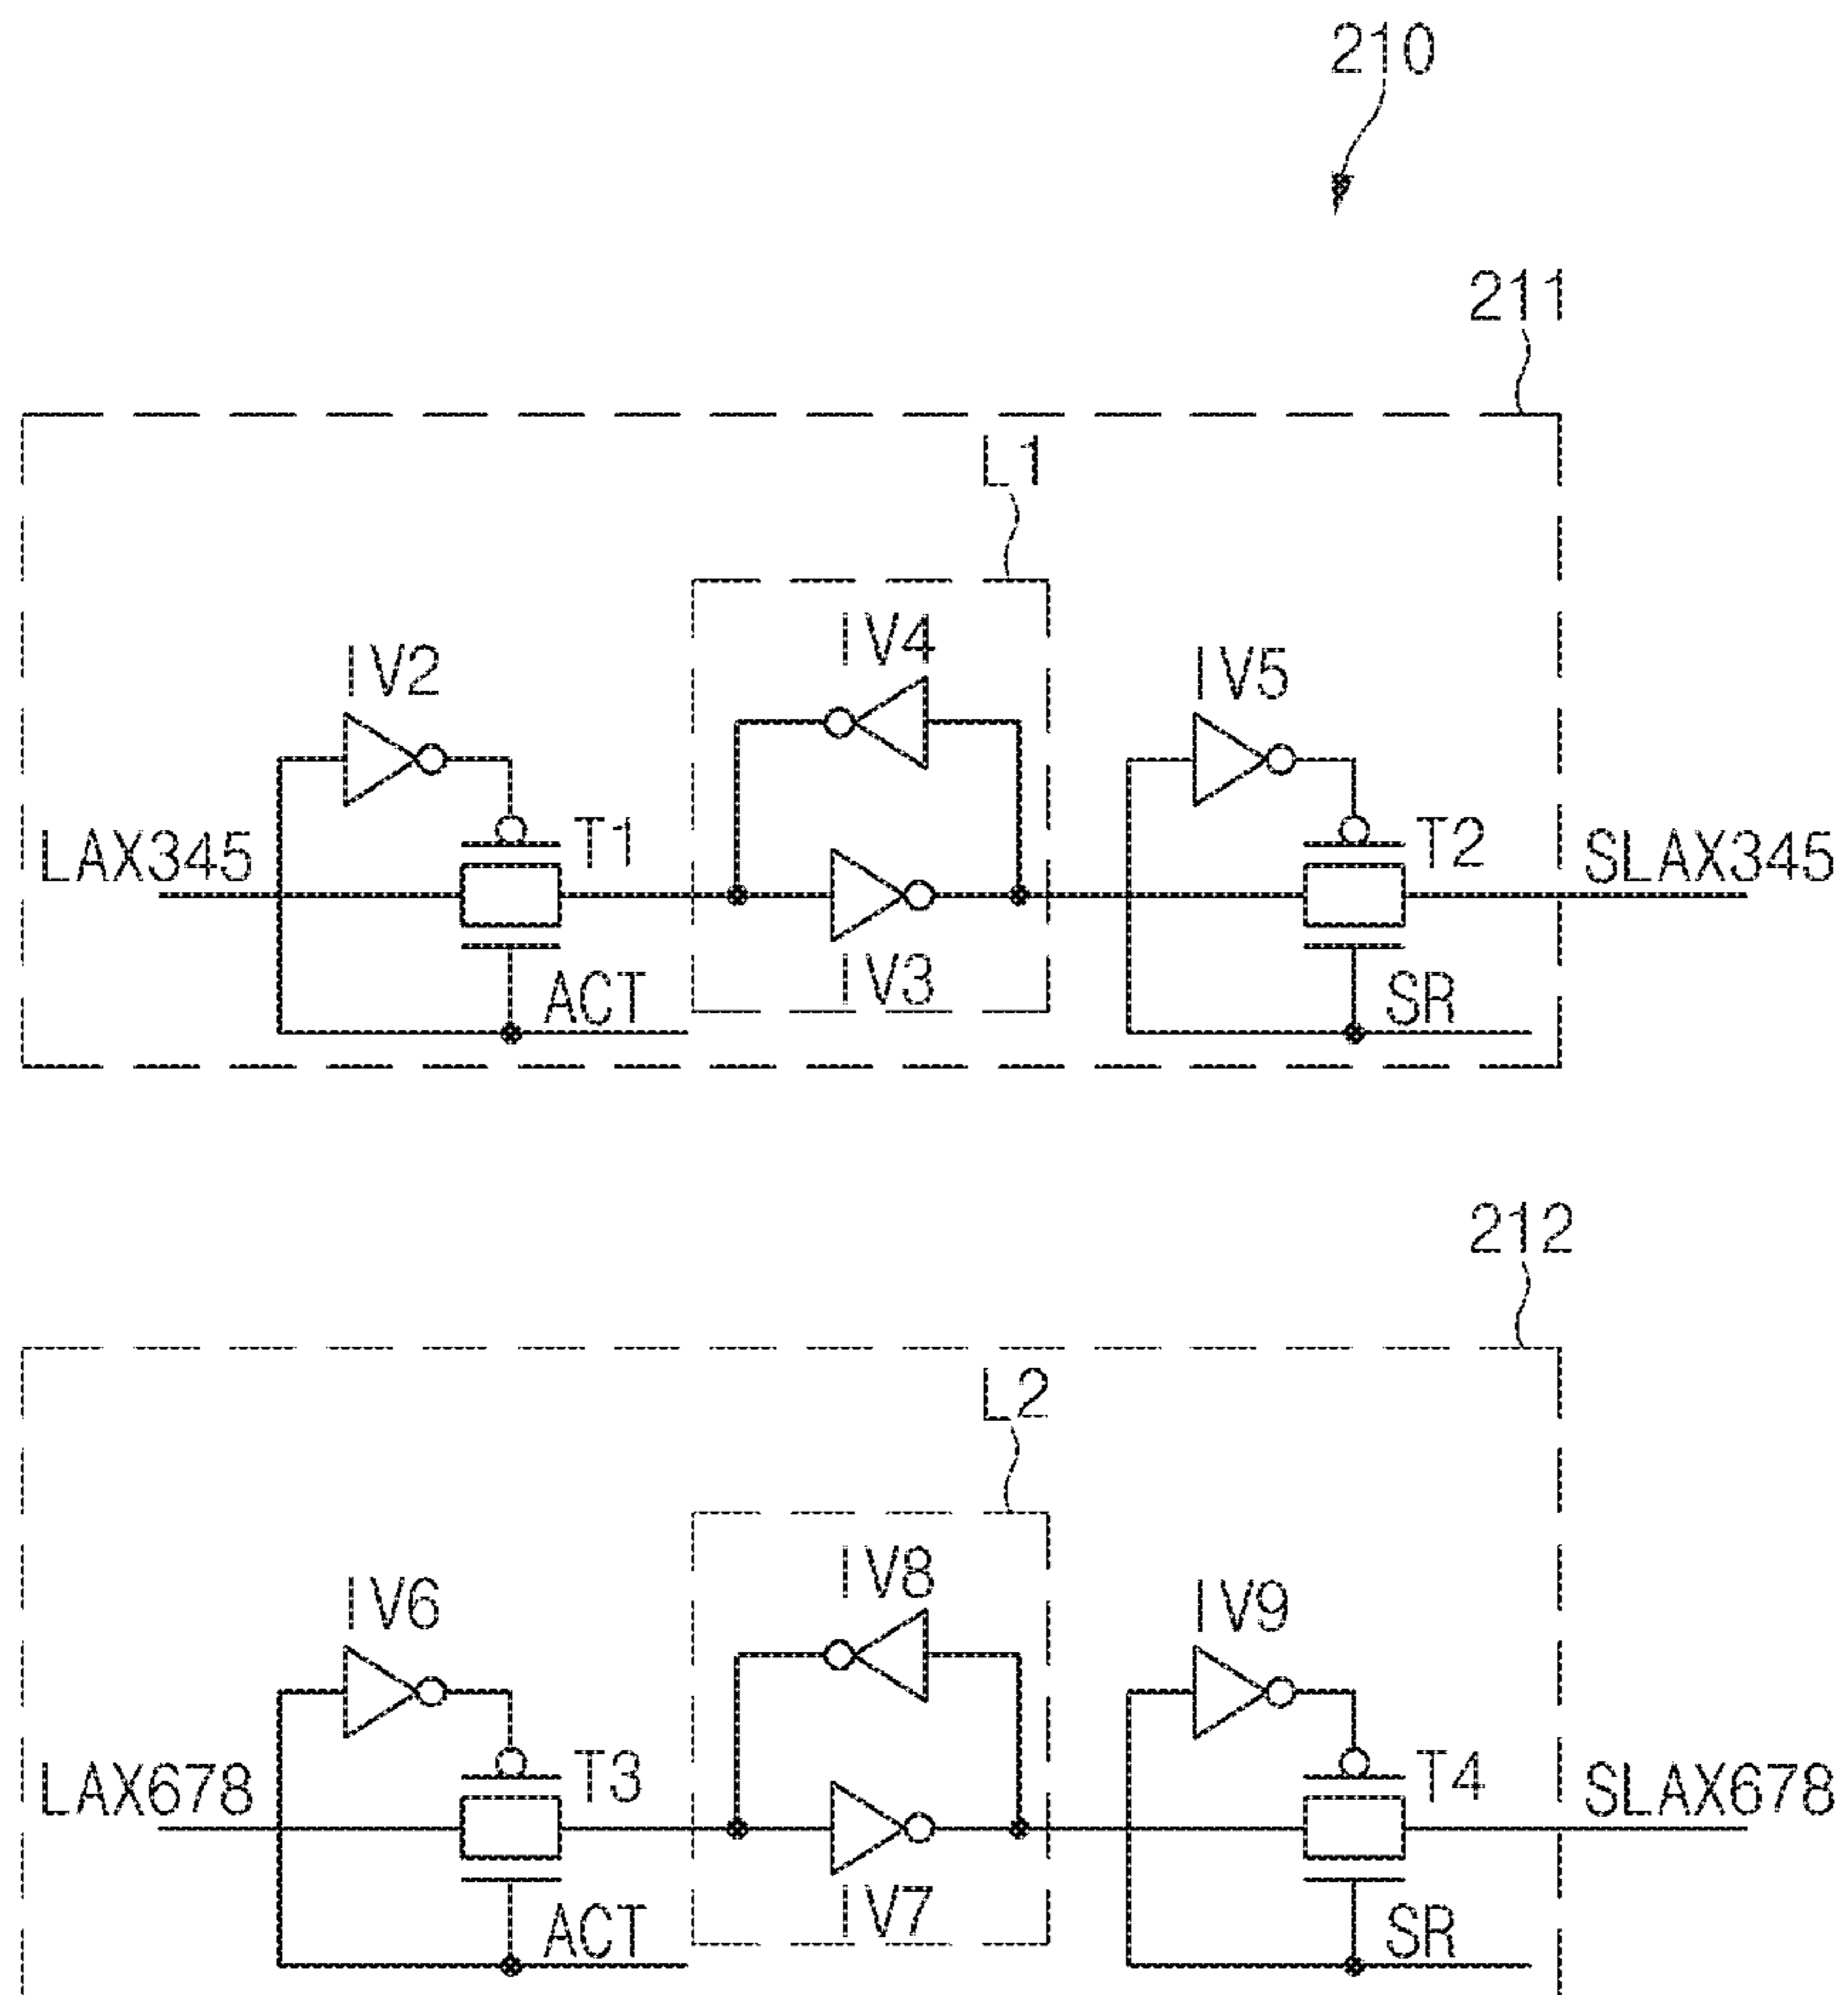 210
211
L1
IV4
IV2
IV5
LAX345
T1
T2
SLAX345
IV3
ACT
SR
212
L2
IV8
IV6
IV9
LAX678
T3
T4
SLAX678
IV7
ACT
SR